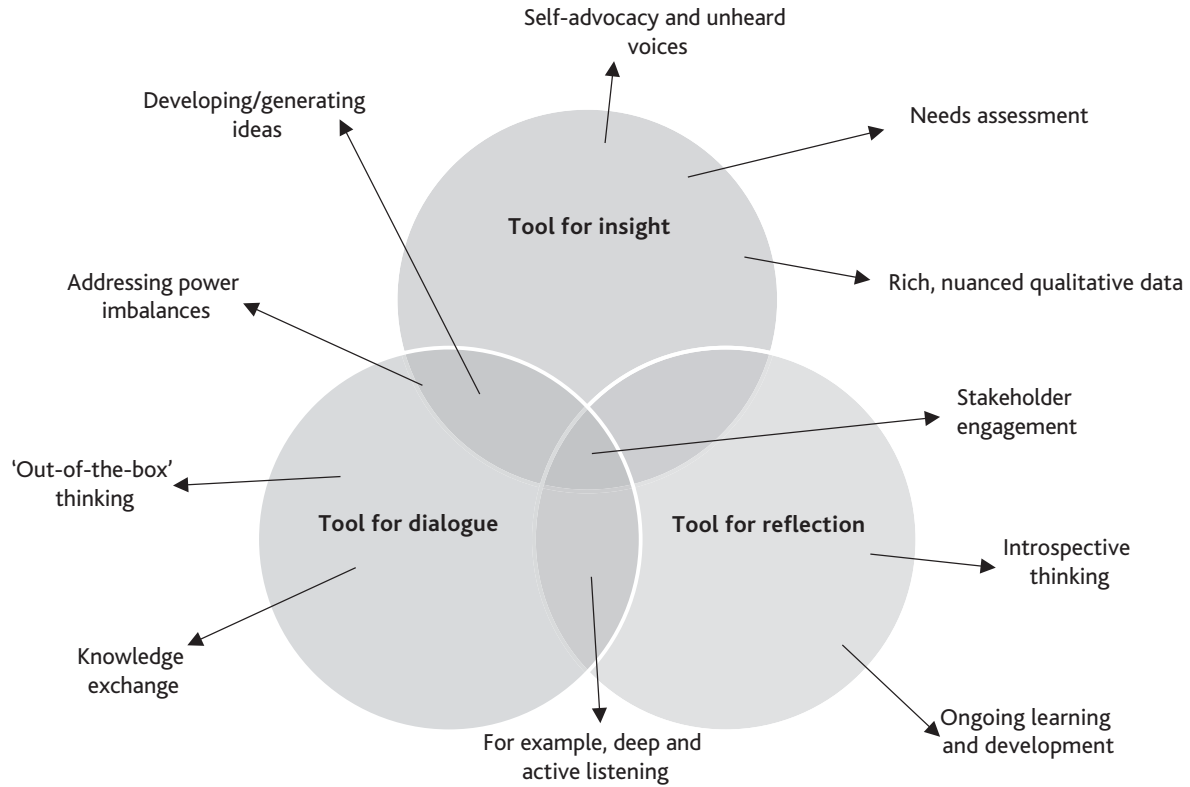 Self-advocacy and unheard
voices
Developing/generating
ideas
Needs assessment
Tool for insight
Addressing power
imbalances
Rich, nuanced qualitative data
Stakeholder
engagement
‘Out-of-the-box’
thinking
Tool for dialogue
Tool for reflection
Introspective
thinking
Knowledge
exchange
Ongoing learning
and development
For example, deep and
active listening